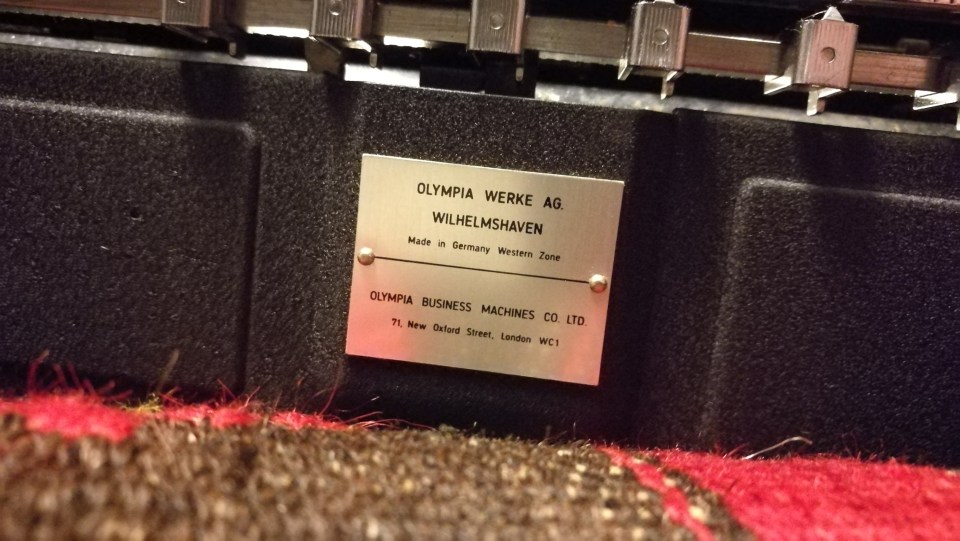 OLYMPIA WERKE AG.
WILHELMSHAVEN
Made in Germany Western Zone
OLYMPIA BUSINESS MACHINES CO. LTD.
71, New Oxford Street, London WC1